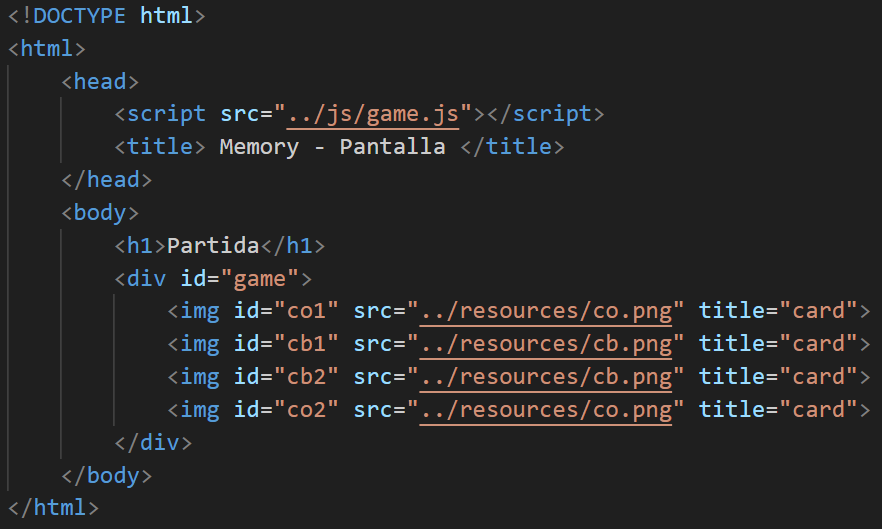 <!DOCTYPE html>
<html>
    <head>
        <script src="../js/game.js"></script>
        <title> Memory - Pantalla </title>
    </head>
    <body>
        <h1>Partida</h1>
        <div id="game">
            <img id="co1" src="../resources/co.png" title="card">
            <img id="cb1" src="../resources/cb.png" title="card">
            <img id="cb2" src="../resources/cb.png" title="card">
            <img id="co2" src="../resources/co.png" title="card">
        </div>
    </body>
</html>